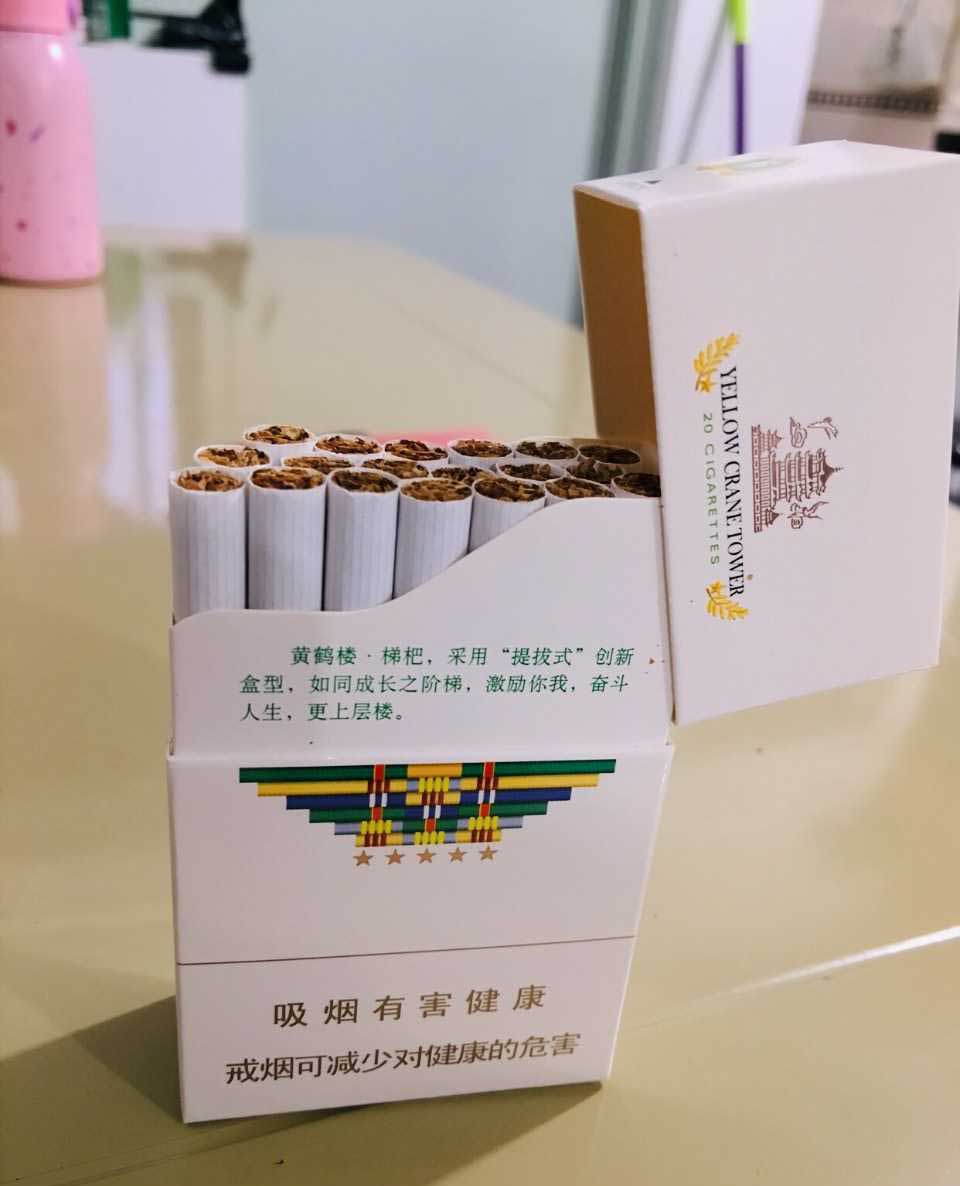 YELLOW CRANE TOWER
20 CIGARETTES
黄鹤楼·梯杷，采用“提拔式”创新
盒型，如同成长之阶梯，激励你我，奋斗
人生，更上层楼。
吸烟有害健康
戒烟可减少对健康的危害